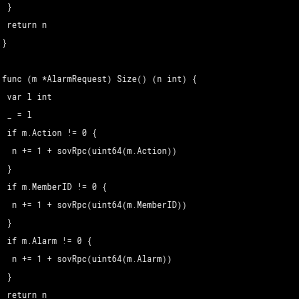 }
return n
}
func (m *AlarmRequest) Size() (n int) {
var l int
_ = l
if m.Action != 0 {
n += 1 + sovRpc(uint64(m.Action))
}
if m.MemberID != 0 {
n += 1 + sovRpc(uint64(m.MemberID))
}
if m.Alarm != 0 {
n += 1 + sovRpc(uint64(m.Alarm))
}
return n